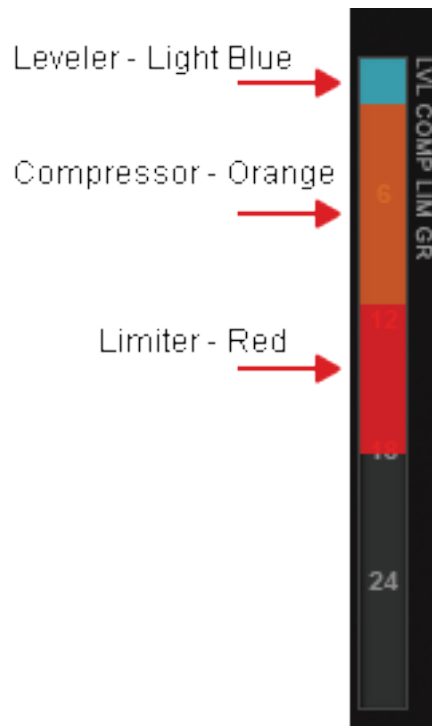 Leveler - Light Blue
LVL COMP LIM GR
Compressor - Orange
6
12
Limiter - Red
18
24